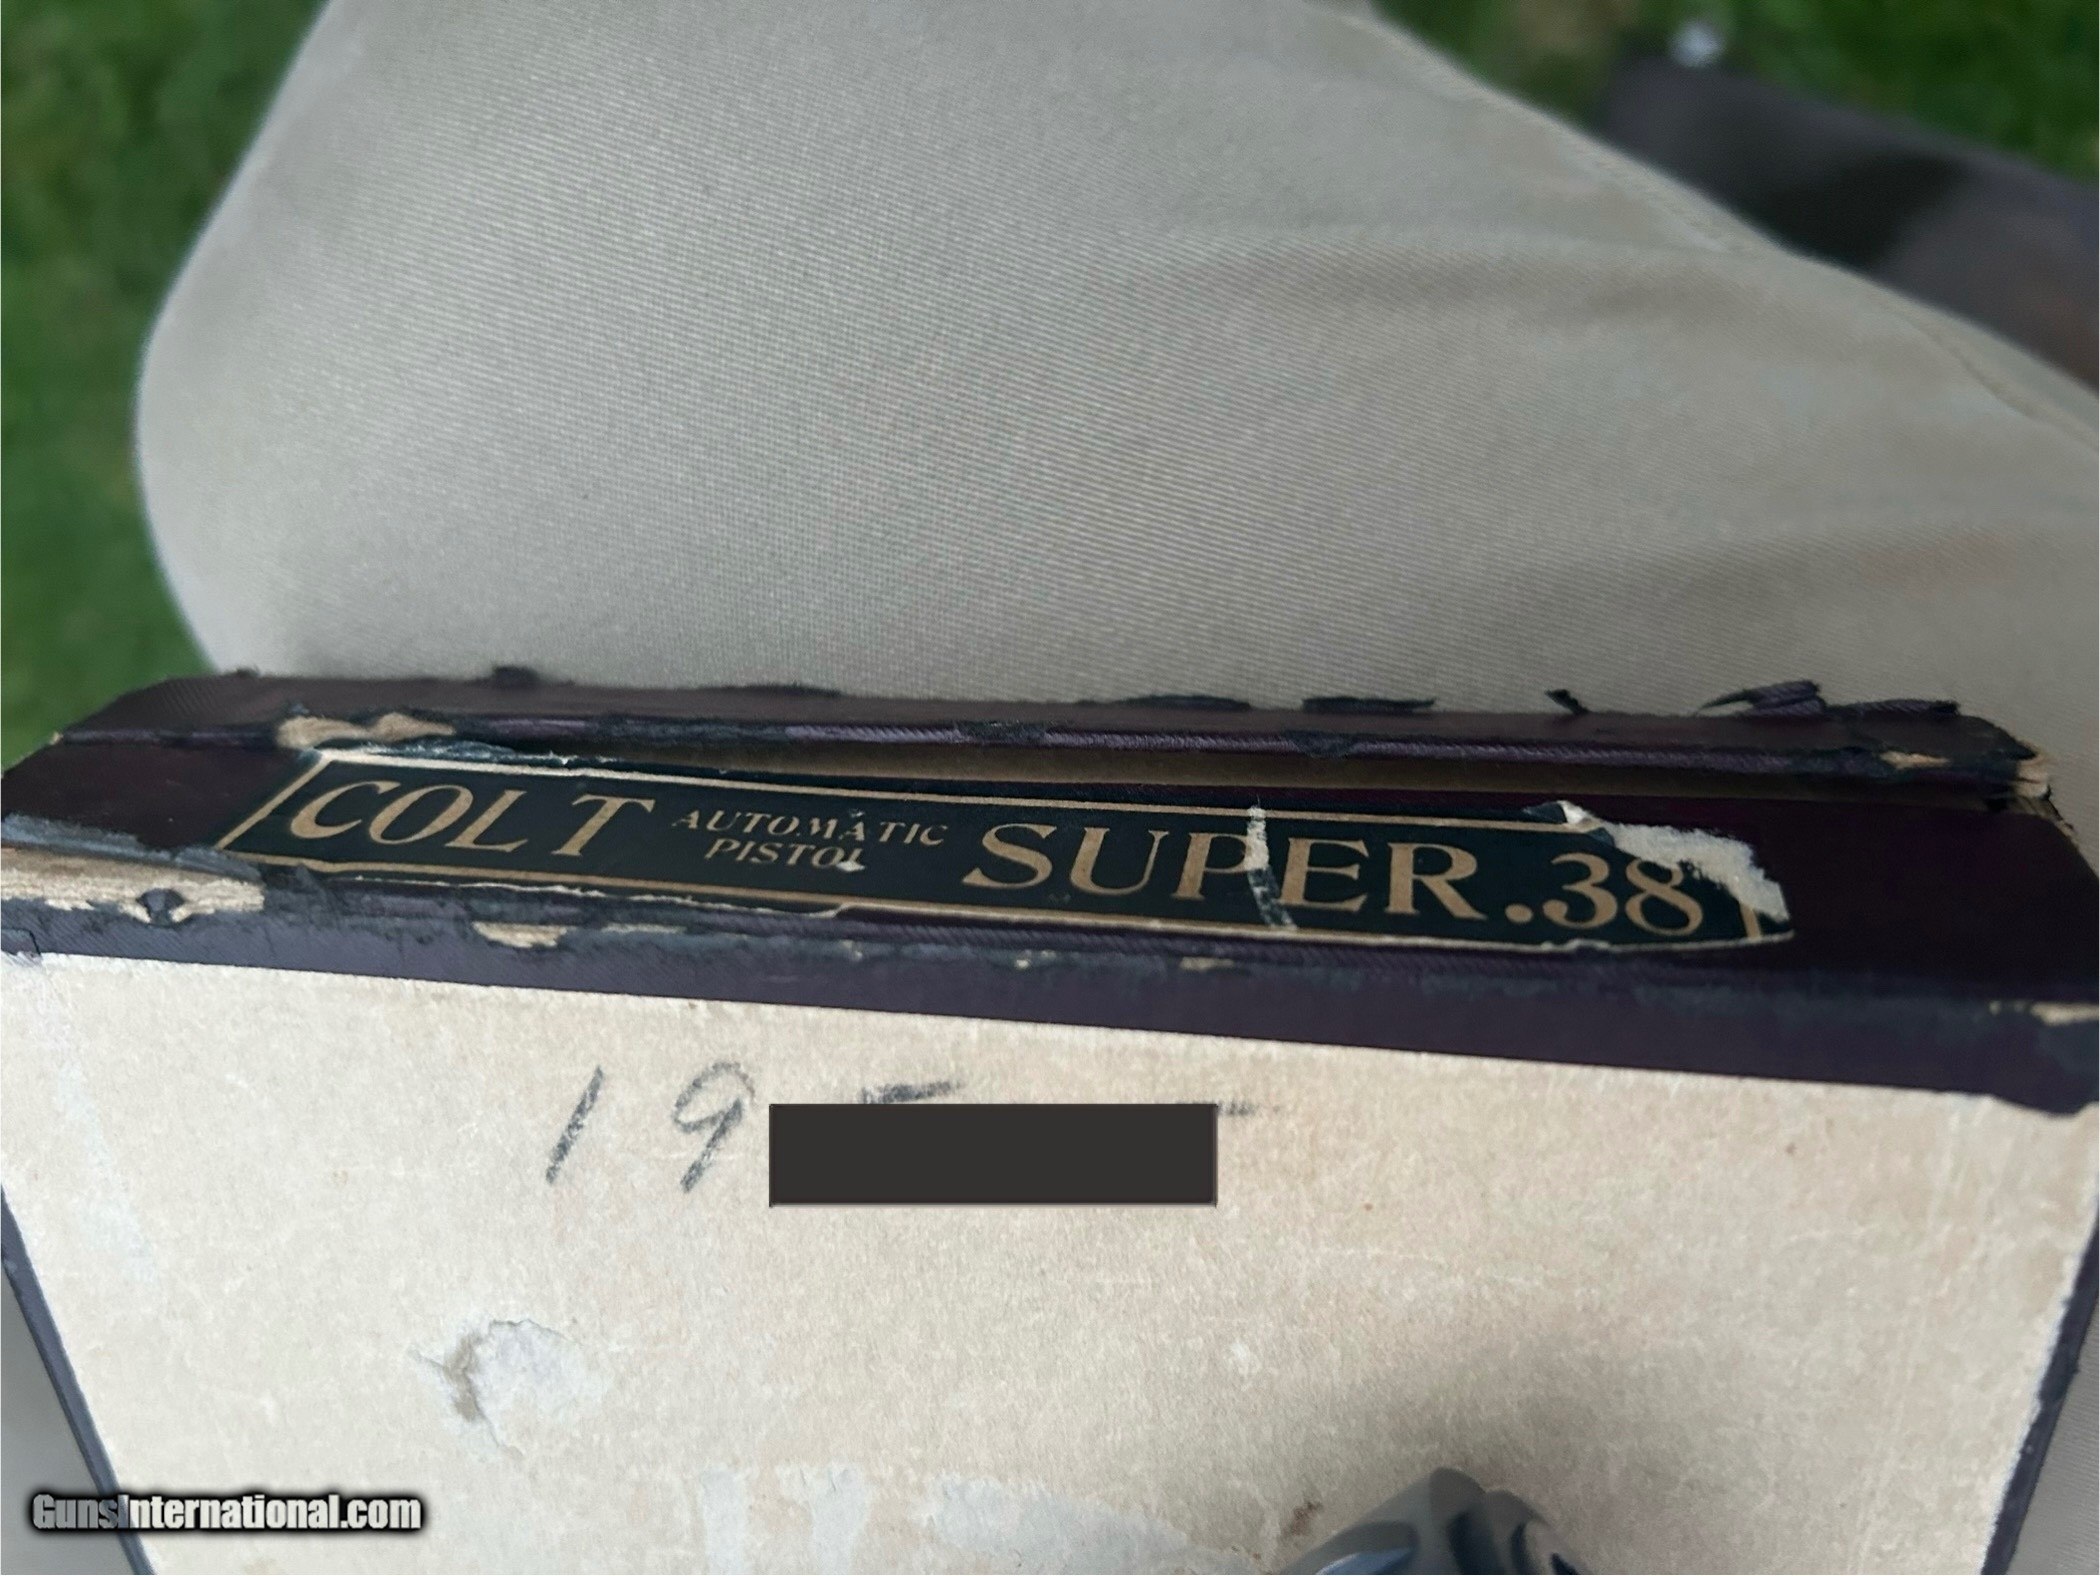 COLT AUTOMATIC PISTOL SUPER .38
19
GunsInternational.com